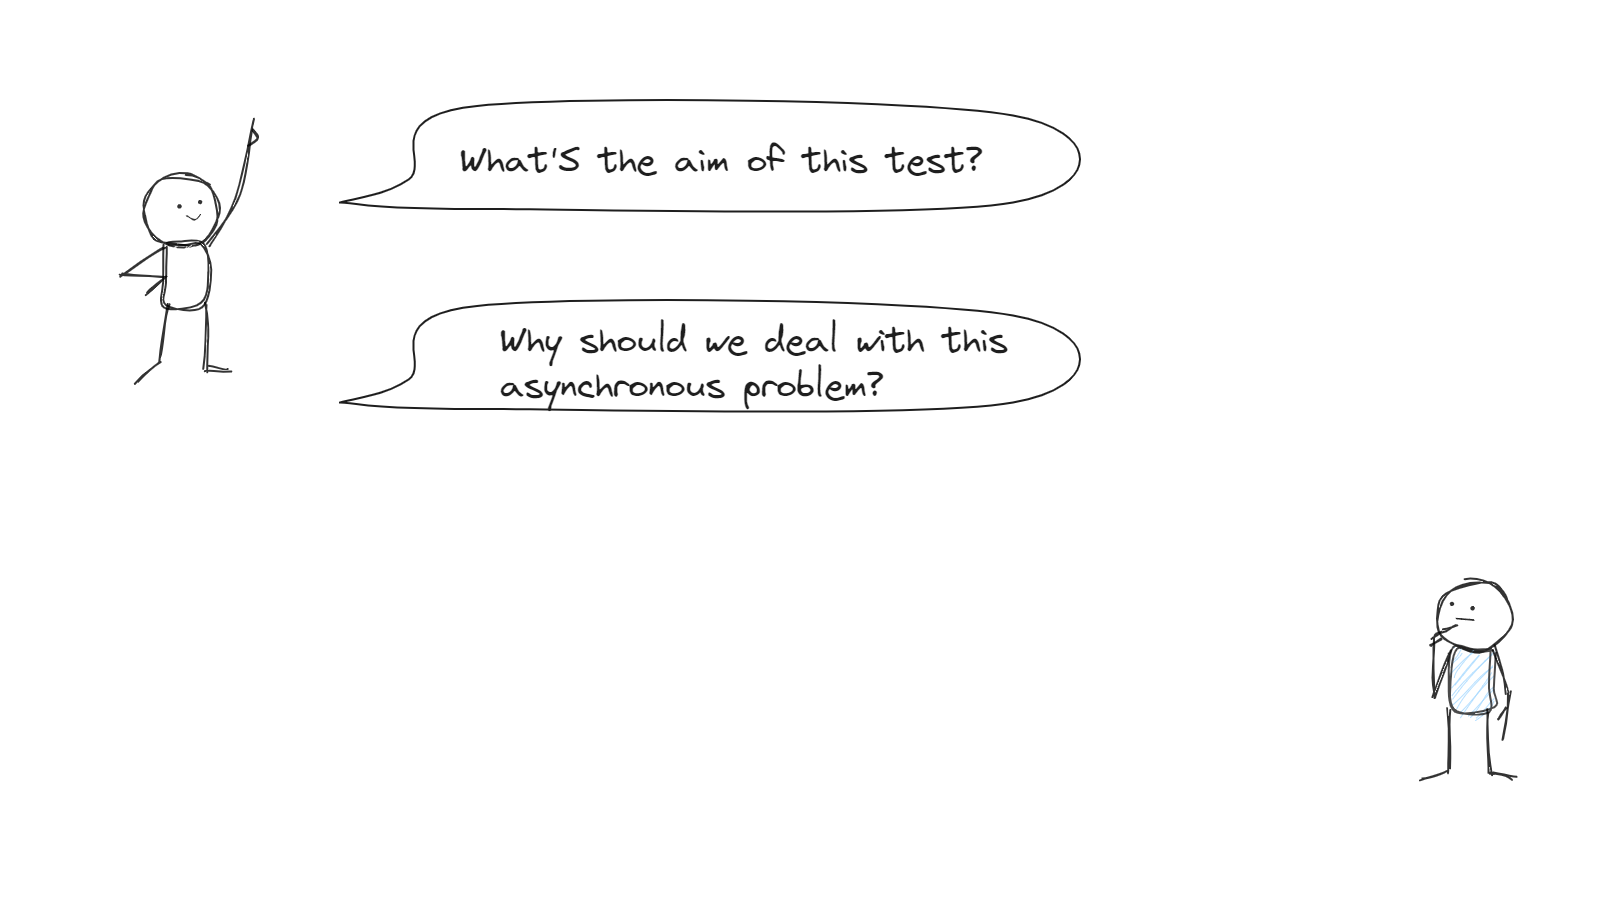 What'S the aim of this test?
Why should we deal with this
asynchronous problem?